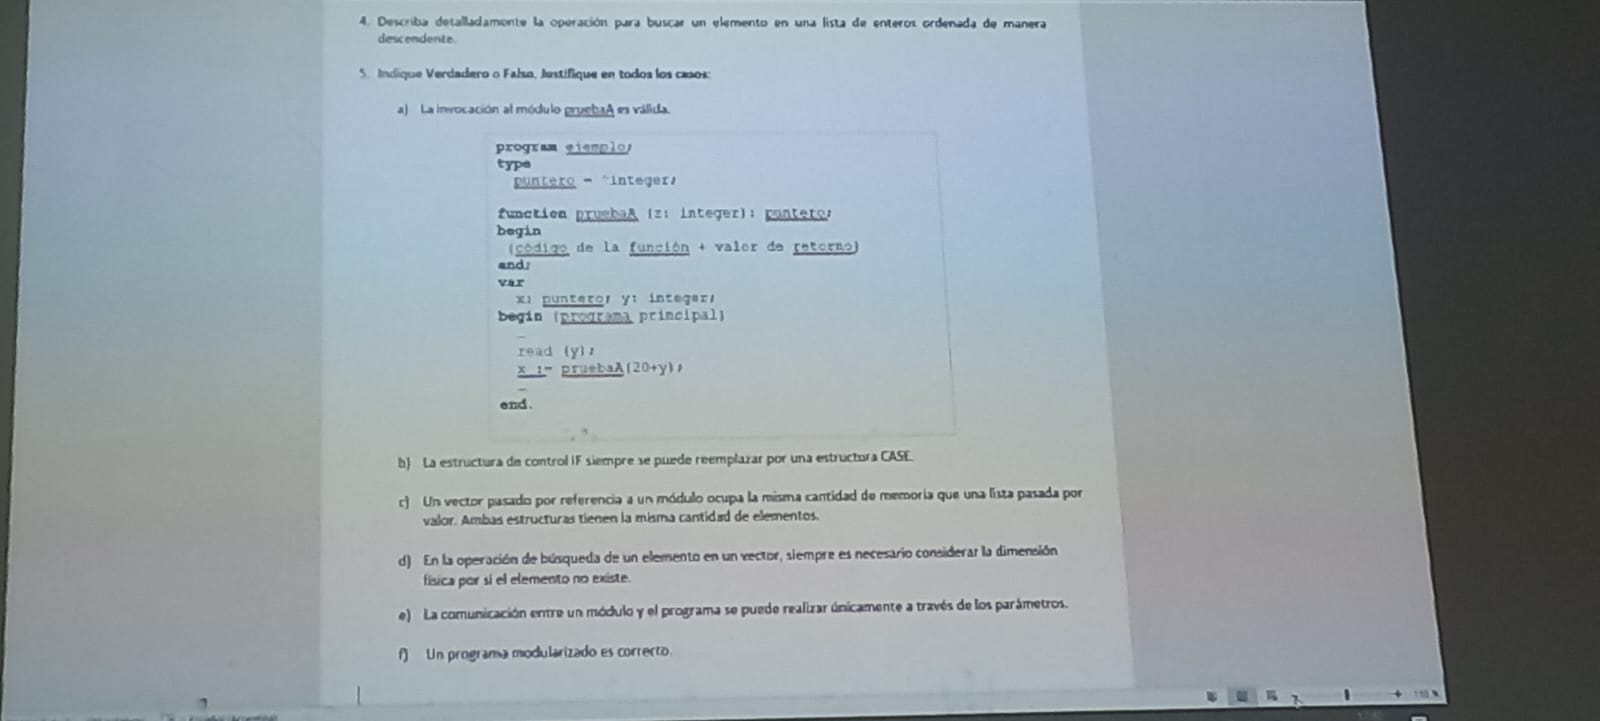 4. Describa detalladamente la operación para buscar un elemento en una lista de enteros ordenada de manera
descendente.
5. Indique Verdadero o Falso. Justifique en todos los casos:
a) La invocación al módulo pruebaA es válida.
program ejemplo;
type
puntero = ^integer;
function pruebaA (z: integer): puntero;
begin
{código de la función + valor de retorno}
end;
var
x: puntero; y: integer;
begin {programa principal}
…
read (y);
x := pruebaA(20+y);
…
end.
b) La estructura de control IF siempre se puede reemplazar por una estructura CASE.
c) Un vector pasado por referencia a un módulo ocupa la misma cantidad de memoria que una lista pasada por
valor. Ambas estructuras tienen la misma cantidad de elementos.
d) En la operación de búsqueda de un elemento en un vector, siempre es necesario considerar la dimensión
física por si el elemento no existe.
e) La comunicación entre un módulo y el programa se puede realizar únicamente a través de los parámetros.
f) Un programa modularizado es correcto.